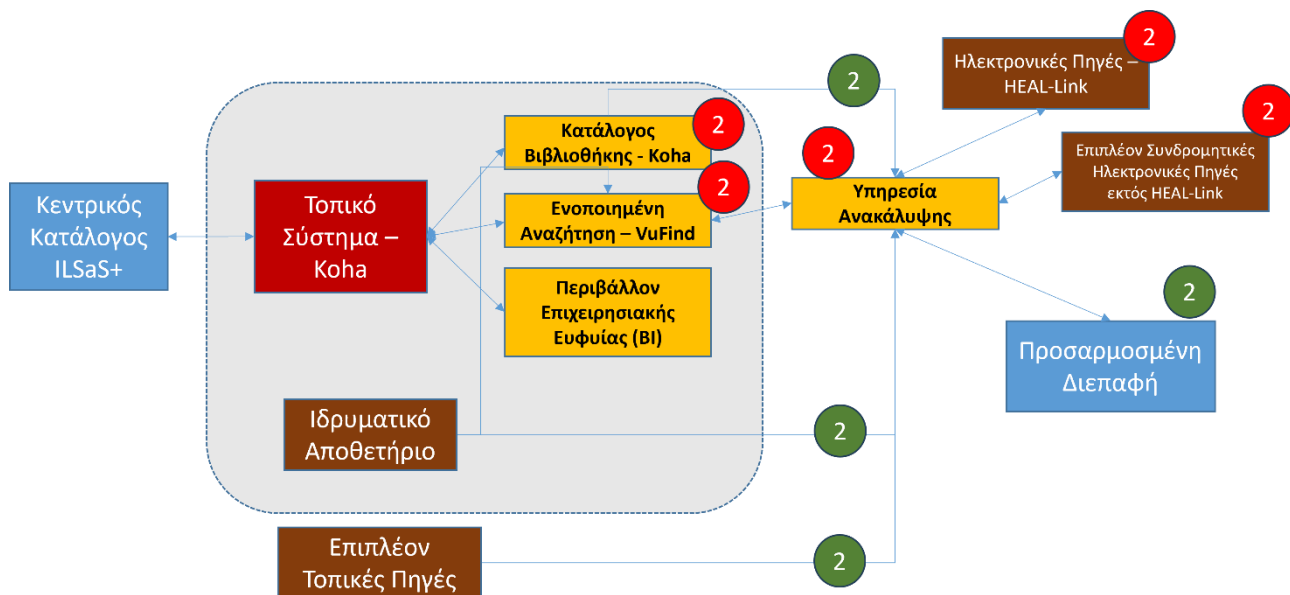 2
Ηλεκτρονικές Πηγές –
HEAL-Link
2
2
Κατάλογος
Βιβλιοθήκης - Koha
2
Επιπλέον Συνδρομητικές
Ηλεκτρονικές Πηγές
εκτός HEAL-Link
2
Κεντρικός
Κατάλογος
ILSaS+
Τοπικό
Σύστημα –
Koha
Ενοποιημένη
Αναζήτηση – VuFind
2
Υπηρεσία
Ανακάλυψης
2
Περιβάλλον
Επιχειρησιακής
Ευφυίας (BI)
2
Προσαρμοσμένη
Διεπαφή
Ιδρυματικό
Αποθετήριο
2
Επιπλέον
Τοπικές Πηγές
2